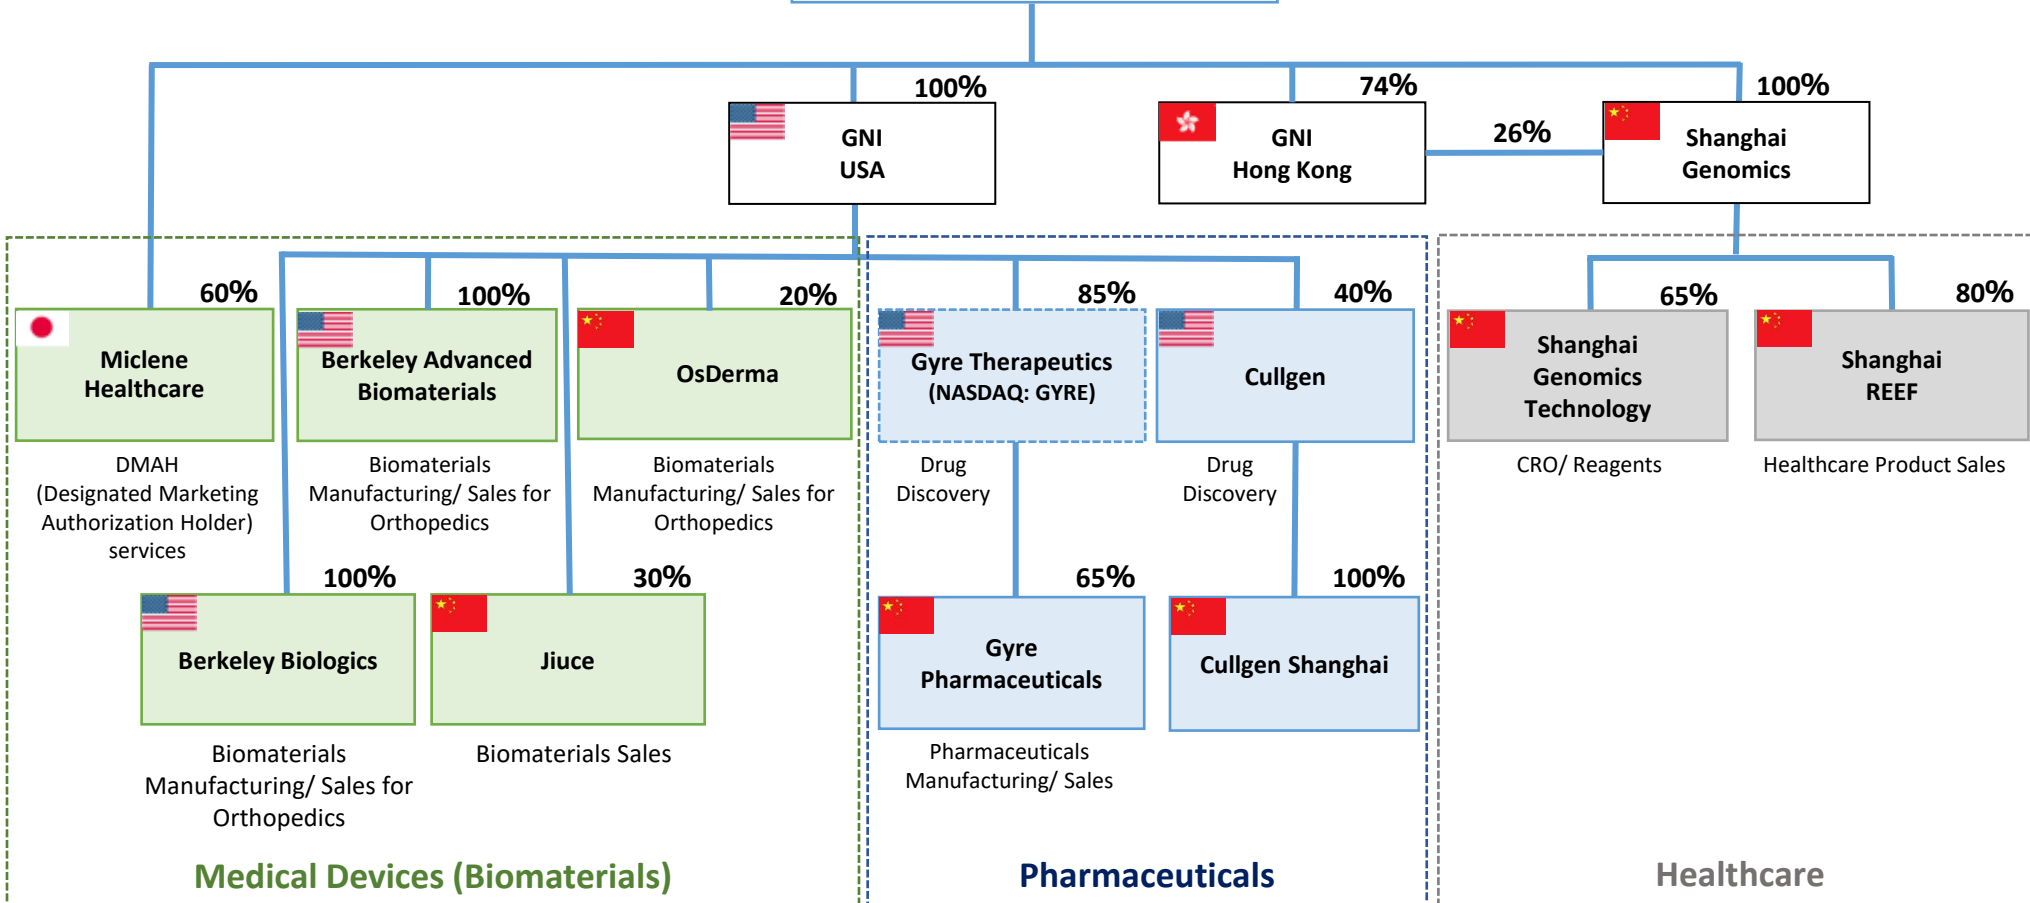 100%
74%
100%
GNI
USA
GNI
Hong Kong
26%
Shanghai
Genomics
60%
100%
20%
85%
40%
65%
80%
Miclene
Healthcare
Berkeley Advanced
Biomaterials
OsDerma
Gyre Therapeutics
(NASDAQ: GYRE)
Cullgen
Shanghai
Genomics
Technology
Shanghai
REEF
DMAH
(Designated Marketing
Authorization Holder)
services
Biomaterials
Manufacturing/ Sales for
Orthopedics
Biomaterials
Manufacturing/ Sales for
Orthopedics
Drug
Discovery
Drug
Discovery
CRO/ Reagents
Healthcare Product Sales
100%
30%
65%
100%
Berkeley Biologics
Jiuce
Gyre
Pharmaceuticals
Cullgen Shanghai
Biomaterials
Manufacturing/ Sales for
Orthopedics
Biomaterials Sales
Pharmaceuticals
Manufacturing/ Sales
Medical Devices (Biomaterials)
Pharmaceuticals
Healthcare